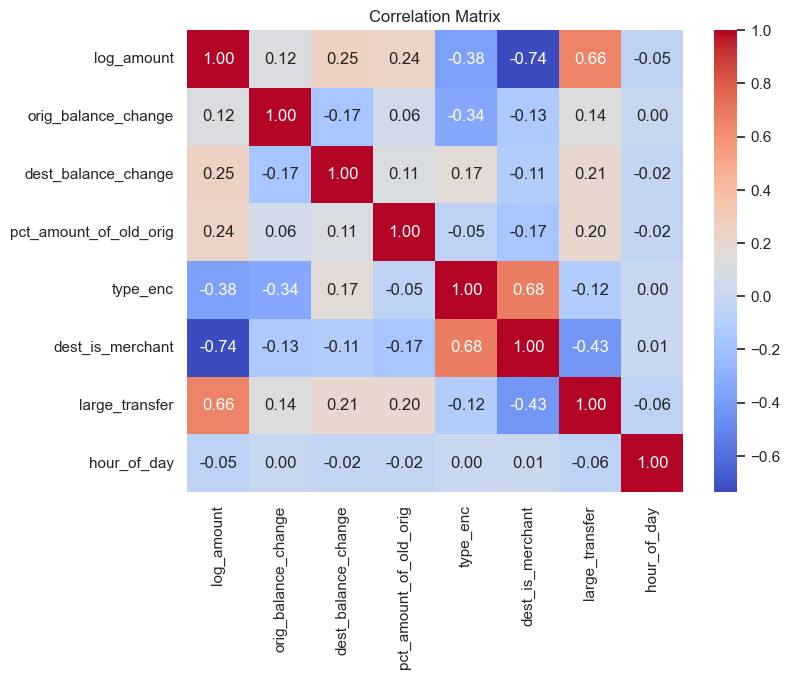 Correlation Matrix
log_amount 1.00 0.12 0.25 0.24 -0.38 -0.74 0.66 -0.05
orig_balance_change 0.12 1.00 -0.17 0.06 -0.34 -0.13 0.14 0.00
dest_balance_change 0.25 -0.17 1.00 0.11 0.17 -0.11 0.21 -0.02
pct_amount_of_old_orig 0.24 0.06 0.11 1.00 -0.05 -0.17 0.20 -0.02
type_enc -0.38 -0.34 0.17 -0.05 1.00 0.68 -0.12 0.00
dest_is_merchant -0.74 -0.13 -0.11 -0.17 0.68 1.00 -0.43 0.01
large_transfer 0.66 0.14 0.21 0.20 -0.12 -0.43 1.00 -0.06
hour_of_day -0.05 0.00 -0.02 -0.02 0.00 0.01 -0.06 1.00
log_amount
orig_balance_change
dest_balance_change
pct_amount_of_old_orig
type_enc
dest_is_merchant
large_transfer
hour_of_day
1.0
0.8
0.6
0.4
0.2
0.0
−0.2
−0.4
−0.6